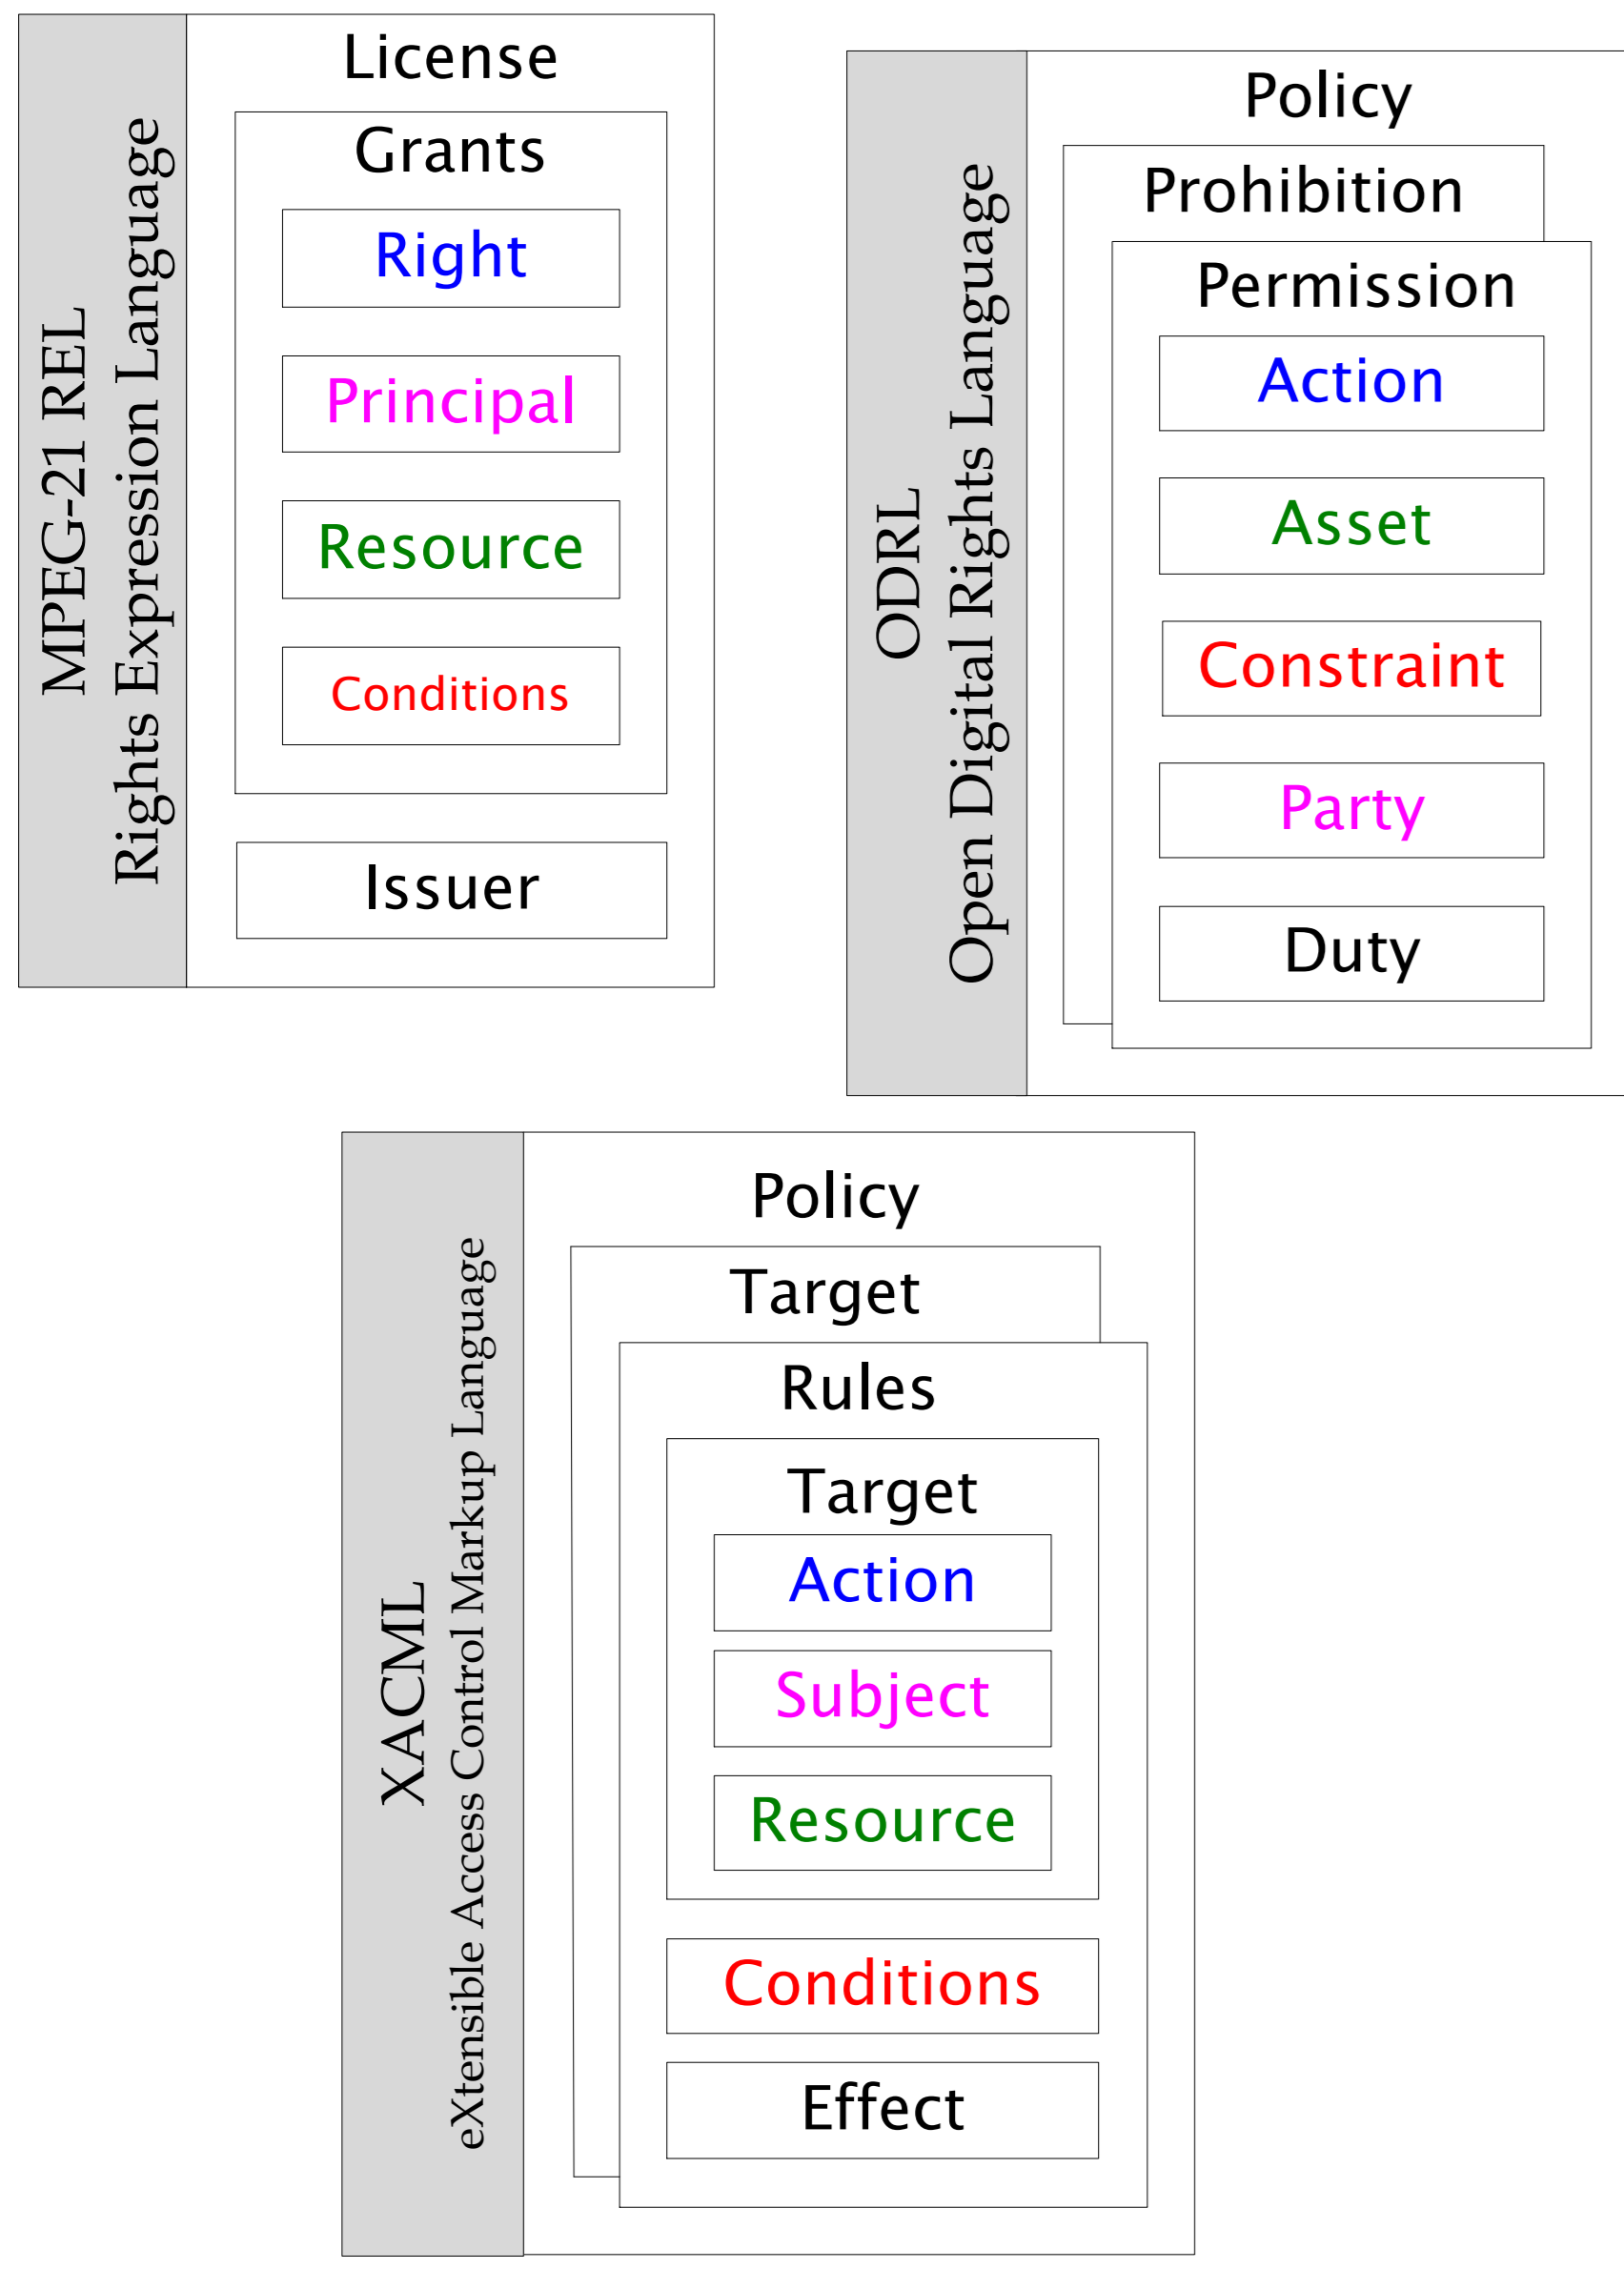 MPEG-21 REL
Rights Expression Language
License
Grants
Right
Principal
Resource
Conditions
Issuer
ODRL
Open Digital Rights Language
Policy
Prohibition
Permission
Action
Asset
Constraint
Party
Duty
XACML
eXtensible Access Control Markup Language
Policy
Target
Rules
Target
Action
Subject
Resource
Conditions
Effect